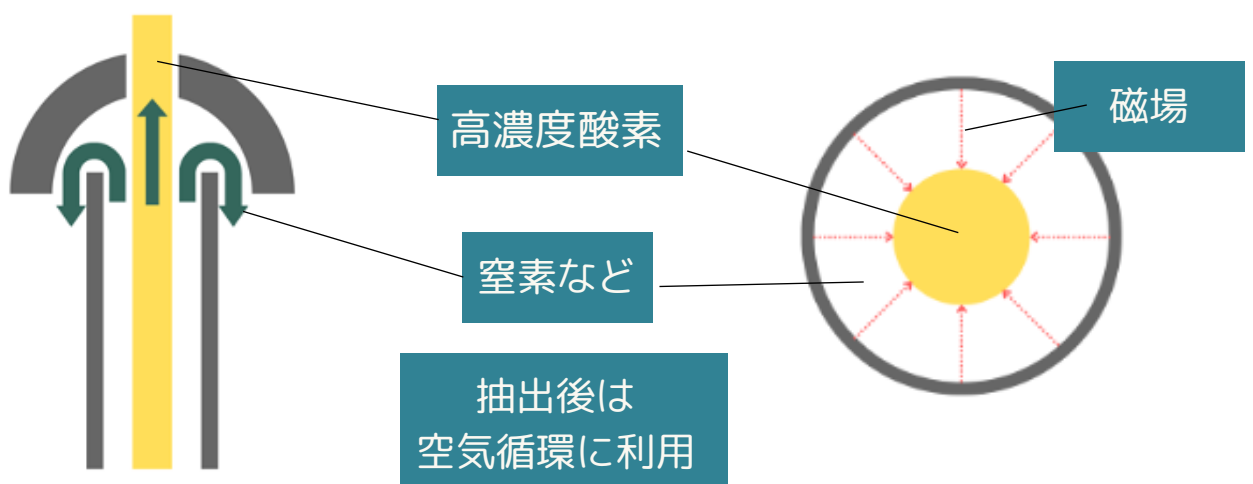 高濃度酸素
磁場
窒素など
抽出後は
空気循環に利用